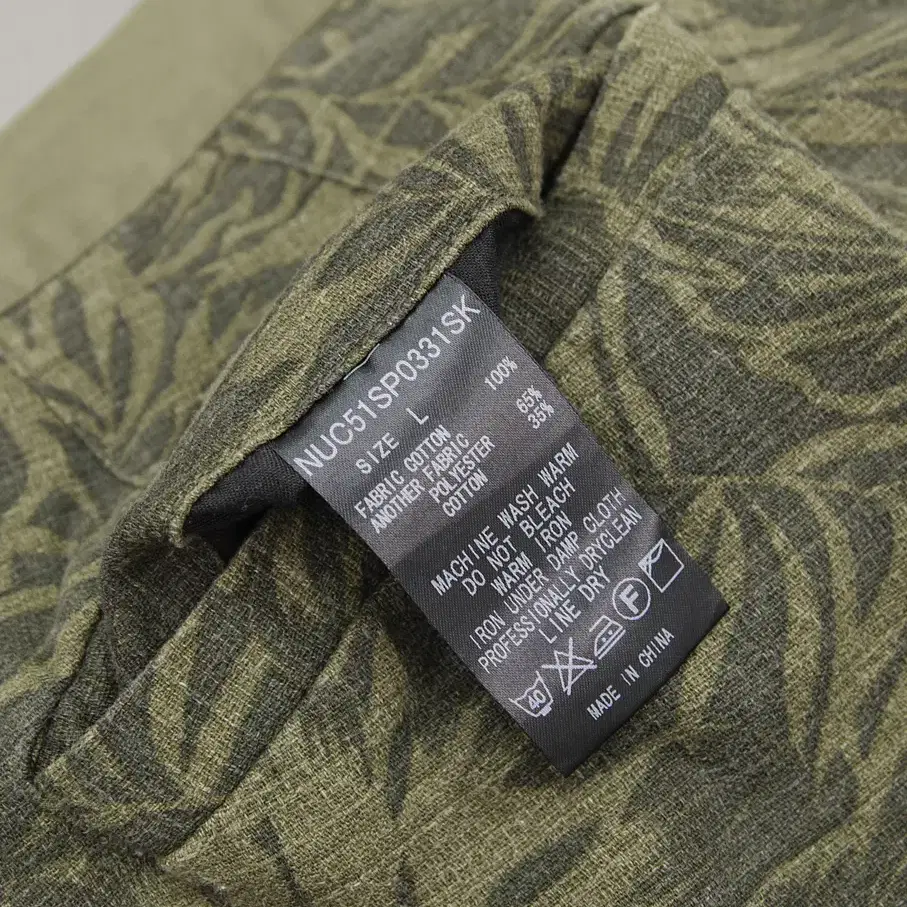 NUC51SP0331SK
SIZE L
FABRIC COTTON 100%
ANOTHER FABRIC
POLYESTER 65%
COTTON 35%
MACHINE WASH WARM
DO NOT BLEACH
WARM IRON
IRON UNDER DAMP CLOTH
PROFESSIONALLY DRYCLEAN
LINE DRY
40 F
MADE IN CHINA